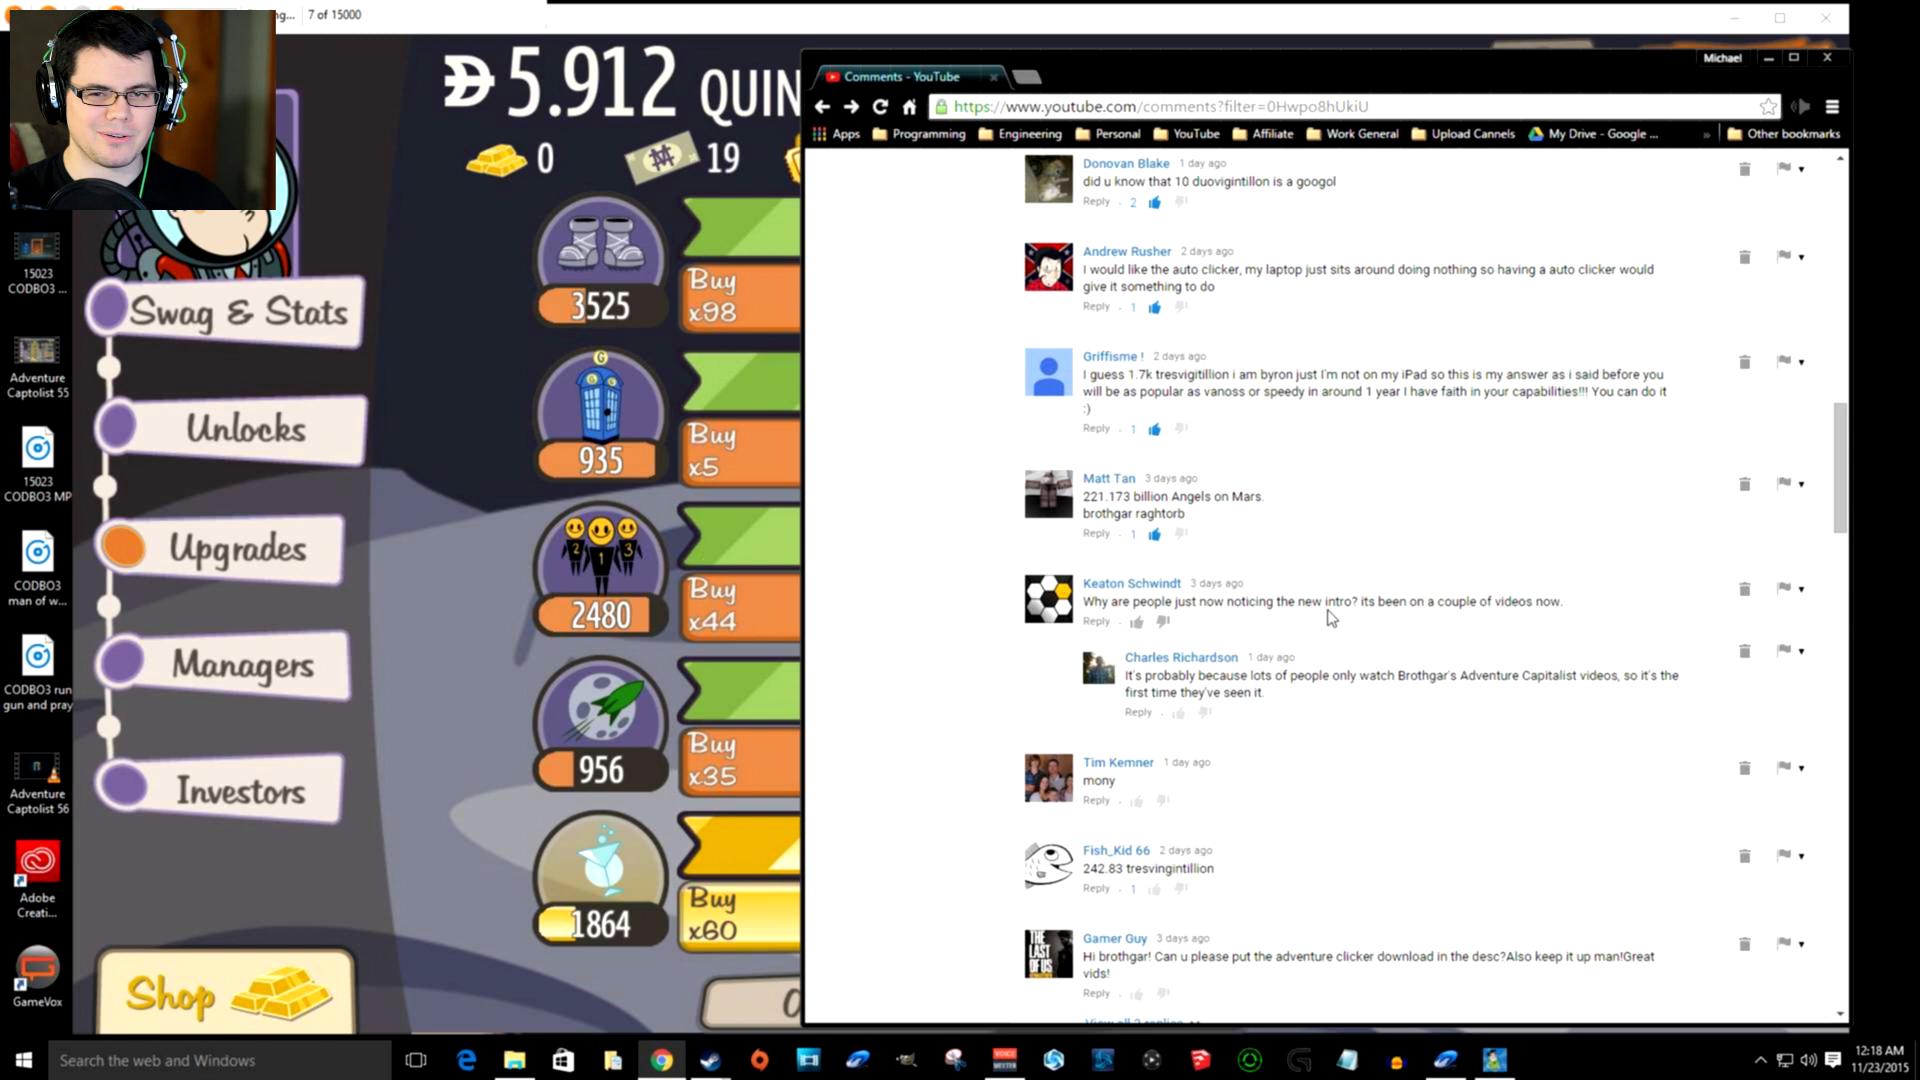 7 of 15000
5.912 QUIN
0
19
Swag & Stats
Unlocks
Upgrades
Managers
Investors
Shop
3525
Buy
x98
935
Buy
x5
2480
Buy
x44
956
Buy
x35
1864
Buy
x60
15023
CODBO3 ...
Adventure
Captolist 55
15023
CODBO3 MP
CODBO3
man of w...
CODBO3 run
gun and pray
Adventure
Captolist 56
Adobe
Creati...
GameVox
Michael
Comments - YouTube
https://www.youtube.com/comments?filter=0Hwpo8hUkiU
Apps Programming Engineering Personal YouTube Affiliate Work General Upload Cannels My Drive - Google ... » Other bookmarks
Donovan Blake 1 day ago
did u know that 10 duovigintillon is a googol
Reply · 2
Andrew Rusher 2 days ago
I would like the auto clicker, my laptop just sits around doing nothing so having a auto clicker would
give it something to do
Reply · 1
Griffisme ! 2 days ago
I guess 1.7k tresvigitillion i am byron just I'm not on my iPad so this is my answer as i said before you
will be as popular as vanoss or speedy in around 1 year I have faith in your capabilities!!! You can do it
:)
Reply · 1
Matt Tan 3 days ago
221.173 billion Angels on Mars.
brothgar raghtorb
Reply · 1
Keaton Schwindt 3 days ago
Why are people just now noticing the new intro? its been on a couple of videos now.
Reply ·
Charles Richardson 1 day ago
It's probably because lots of people only watch Brothgar's Adventure Capitalist videos, so it's the
first time they've seen it.
Reply ·
Tim Kemner 1 day ago
mony
Reply ·
Fish_Kid 66 2 days ago
242.83 tresvingintillion
Reply · 1
THE
LAST
OF US
Gamer Guy 3 days ago
Hi brothgar! Can u please put the adventure clicker download in the desc?Also keep it up man!Great
vids!
Reply ·
Search the web and Windows
12:18 AM
11/23/2015